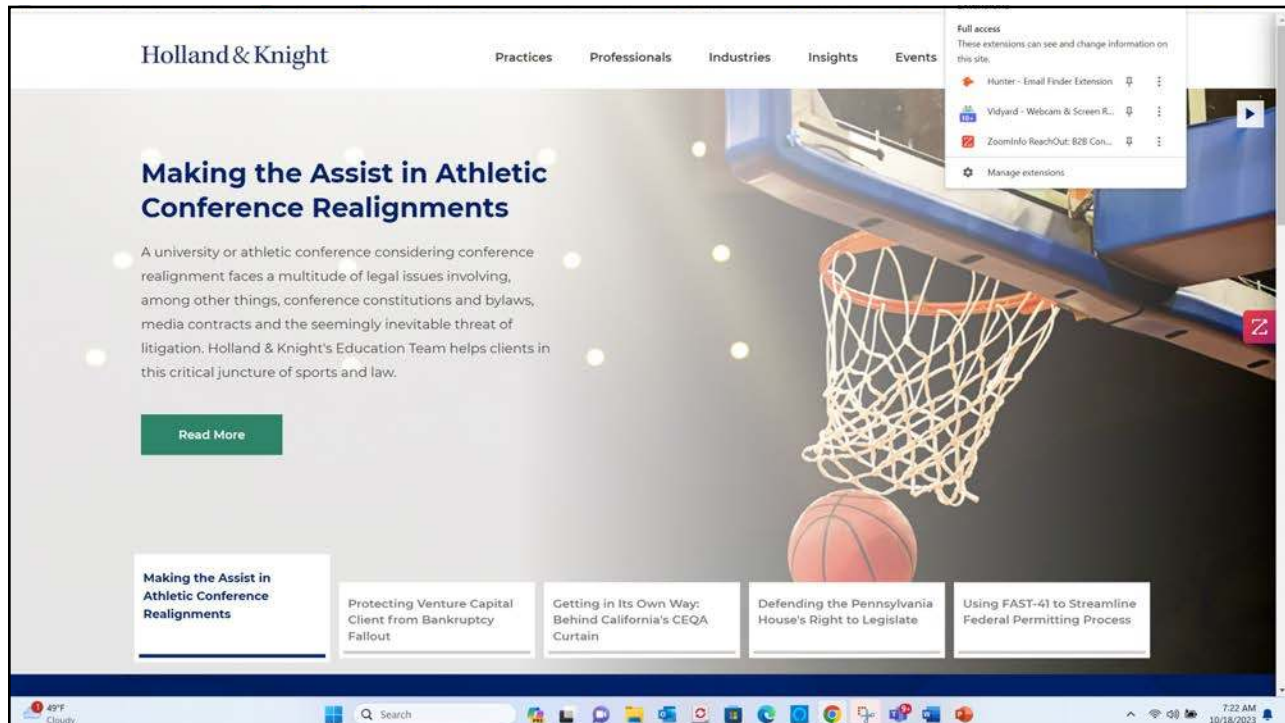 Holland & Knight
Practices
Professionals
Industries
Insights
Events
Full access
These extensions can see and change information on
this site.
Hunter - Email Finder Extension
10+
Vidyard - Webcam & Screen R...
ZoomInfo ReachOut: B2B Con...
Manage extensions
Making the Assist in Athletic
Conference Realignments
A university or athletic conference considering conference
realignment faces a multitude of legal issues involving,
among other things, conference constitutions and bylaws,
media contracts and the seemingly inevitable threat of
litigation. Holland & Knight's Education Team helps clients in
this critical juncture of sports and law.
Read More
Making the Assist in
Athletic Conference
Realignments
Protecting Venture Capital
Client from Bankruptcy
Fallout
Getting in Its Own Way:
Behind California's CEQA
Curtain
Defending the Pennsylvania
House's Right to Legislate
Using FAST-41 to Streamline
Federal Permitting Process
1
49°F
Cloudy
Search
7:22 AM
10/18/2023